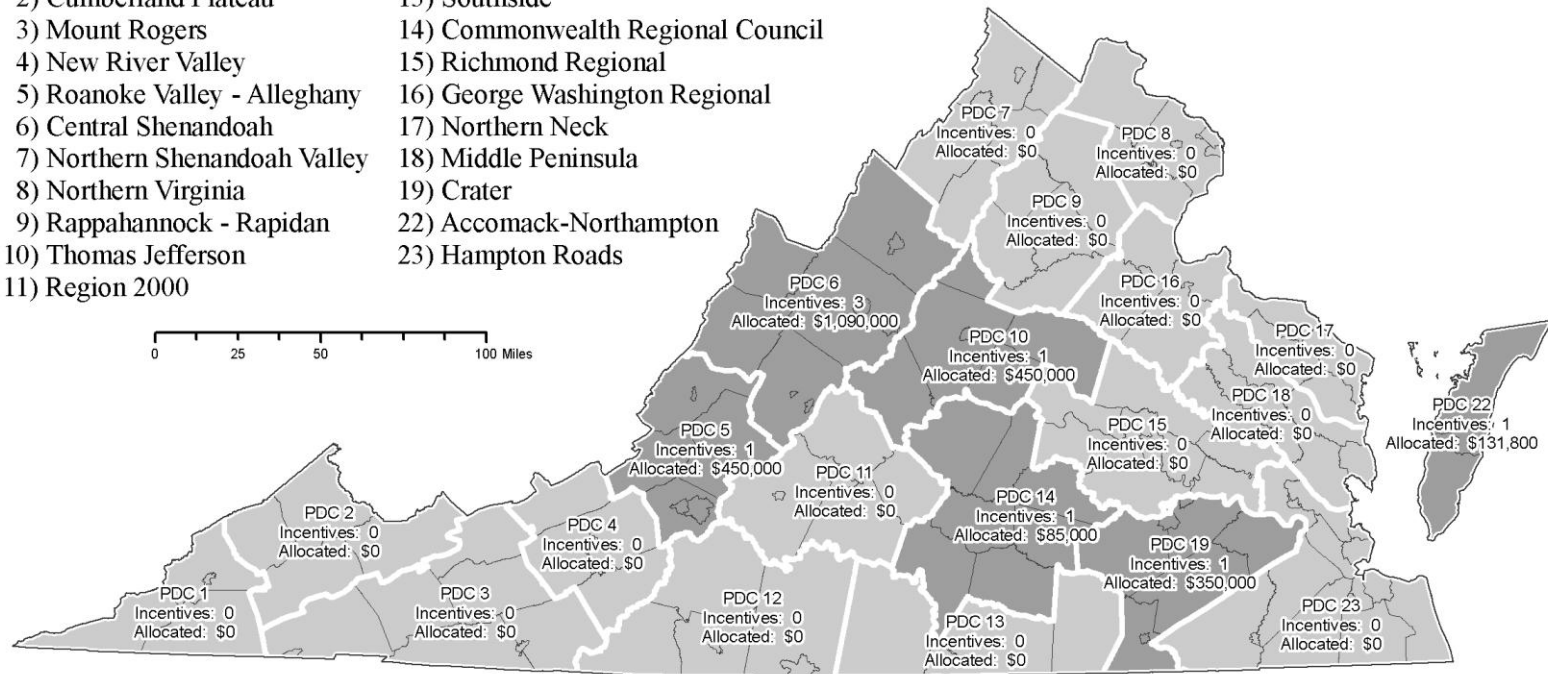 2) Cumberland Plateau
3) Mount Rogers
4) New River Valley
5) Roanoke Valley - Alleghany
6) Central Shenandoah
7) Northern Shenandoah Valley
8) Northern Virginia
9) Rappahannock - Rapidan
10) Thomas Jefferson
11) Region 2000
13) Southside
14) Commonwealth Regional Council
15) Richmond Regional
16) George Washington Regional
17) Northern Neck
18) Middle Peninsula
19) Crater
22) Accomack-Northampton
23) Hampton Roads
0 25 50 100 Miles
PDC 7
Incentives: 0
Allocated: $0
PDC 8
Incentives: 0
Allocated: $0
PDC 9
Incentives: 0
Allocated: $0
PDC 6
Incentives: 3
Allocated: $1,090,000
PDC 16
Incentives: 0
Allocated: $0
PDC 10
Incentives: 1
Allocated: $450,000
PDC 17
Incentives: 0
Allocated: $0
PDC 18
Incentives: 0
Allocated: $0
PDC 22
Incentives: 1
Allocated: $131,800
PDC 5
Incentives: 1
Allocated: $450,000
PDC 15
Incentives: 0
Allocated: $0
PDC 11
Incentives: 0
Allocated: $0
PDC 14
Incentives: 1
Allocated: $85,000
PDC 2
Incentives: 0
Allocated: $0
PDC 4
Incentives: 0
Allocated: $0
PDC 19
Incentives: 1
Allocated: $350,000
PDC 1
Incentives: 0
Allocated: $0
PDC 3
Incentives: 0
Allocated: $0
PDC 12
Incentives: 0
Allocated: $0
PDC 13
Incentives: 0
Allocated: $0
PDC 23
Incentives: 0
Allocated: $0